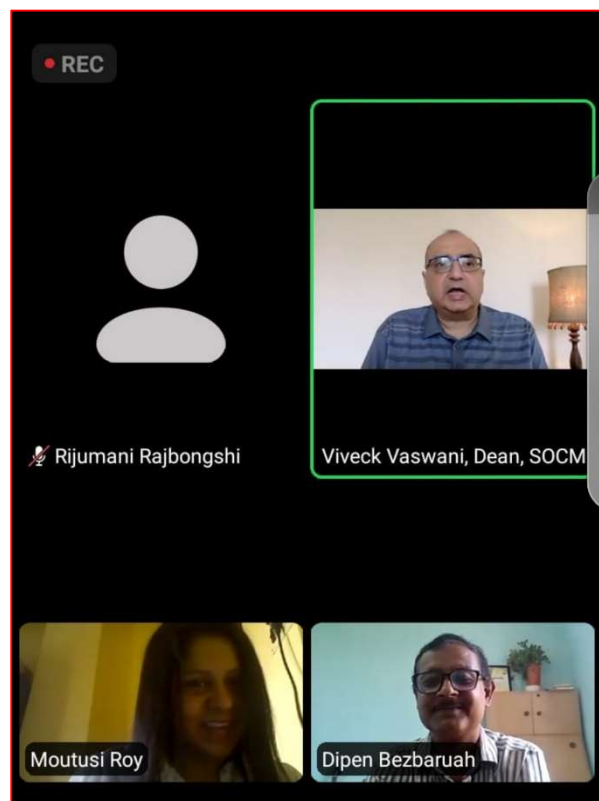 REC
Rijumani Rajbongshi
Viveck Vaswani, Dean, SOCM
Moutusi Roy
Dipen Bezbaruah